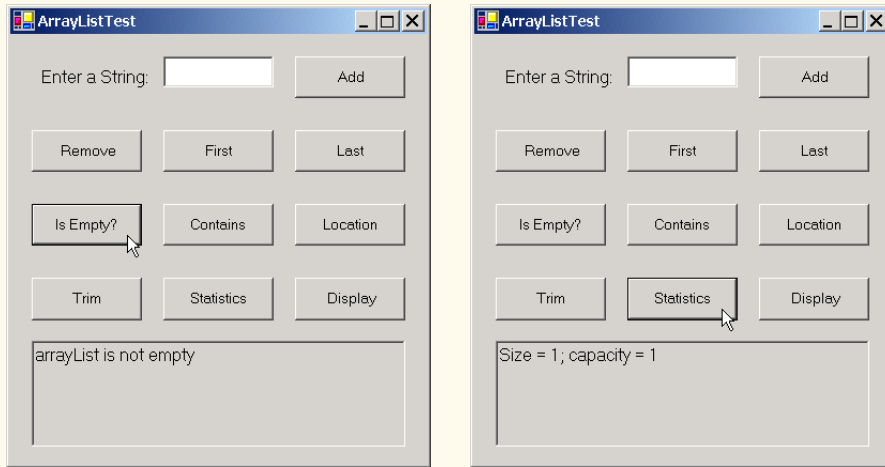 ArrayListTest
Enter a String:
Add
Remove
First
Last
Is Empty?
Contains
Location
Trim
Statistics
Display
arrayList is not empty
ArrayListTest
Enter a String:
Add
Remove
First
Last
Is Empty?
Contains
Location
Trim
Statistics
Display
Size = 1; capacity = 1